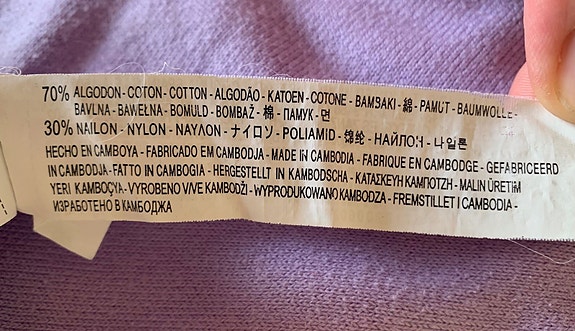 70% ALGODON - COTON - COTTON - ALGODÃO - KATOEN - COTONE - ΒΑΜΒΑΚΙ - 綿 - PAMUT - BAUMWOLLE -
BAVLNA - BAWEŁNA - BOMULD - BOMBAŽ - 棉 - ПАМУК - 면
30% NAILON - NYLON - ΝΑΥΛΟΝ - ナイロン - POLIAMID - 锦纶 - НАЙЛОН - 나일론
HECHO EN CAMBOYA - FABRICADO EM CAMBODJA - MADE IN CAMBODIA - FABRIQUE EN CAMBODGE - GEFABRICEERD
IN CAMBODJA - FATTO IN CAMBOGIA - HERGESTELLT IN KAMBODSCHA - ΚΑΤΑΣΚΕΥΗ ΚΑΜΠΟΤΖΗ - MALIN ÜRETİM
YERI KAMBOÇYA - VYROBENO V/VE KAMBODŽI - WYPRODUKOWANO KAMBODZA - FREMSTILLET I CAMBODIA -
ИЗРАБОТЕНО В КАМБОДЖА